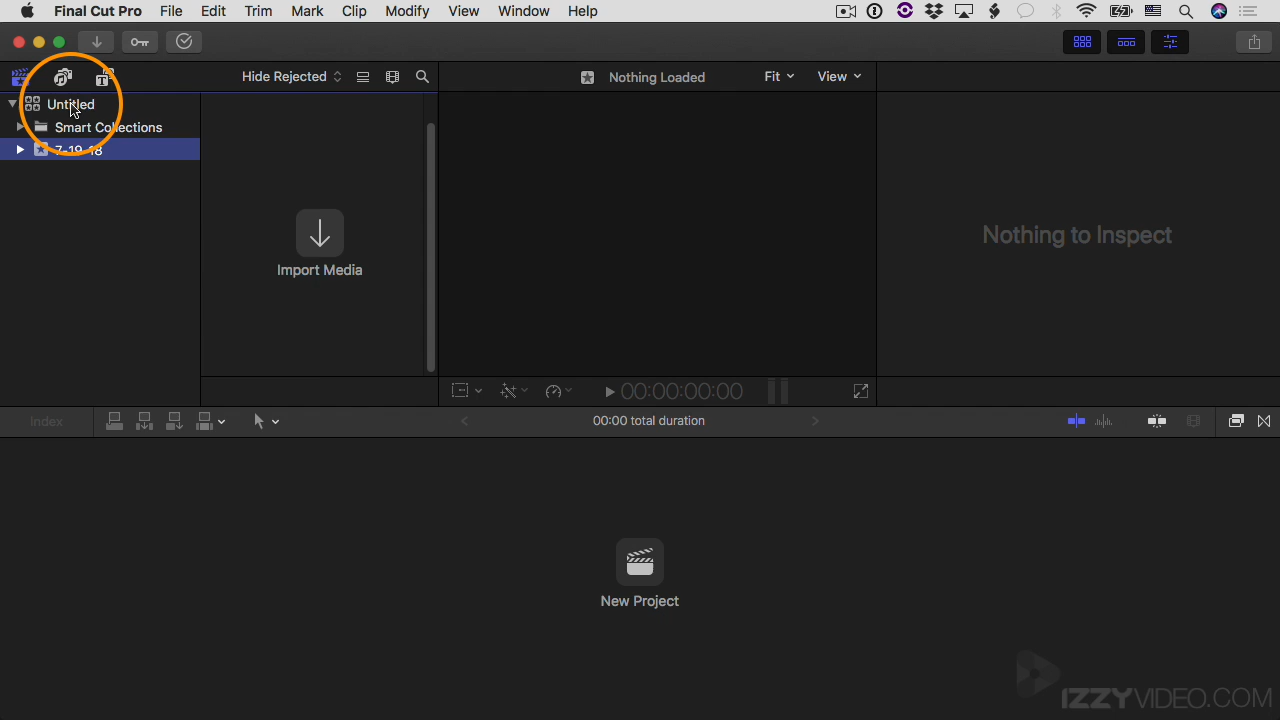 Final Cut Pro File Edit Trim Mark Clip Modify View Window Help
Hide Rejected
Nothing Loaded
Fit
View
Untitled
Smart Collections
7-19-18
Import Media
Nothing to Inspect
00:00:00:00
Index
00:00 total duration
New Project
IZZYVIDEO.COM